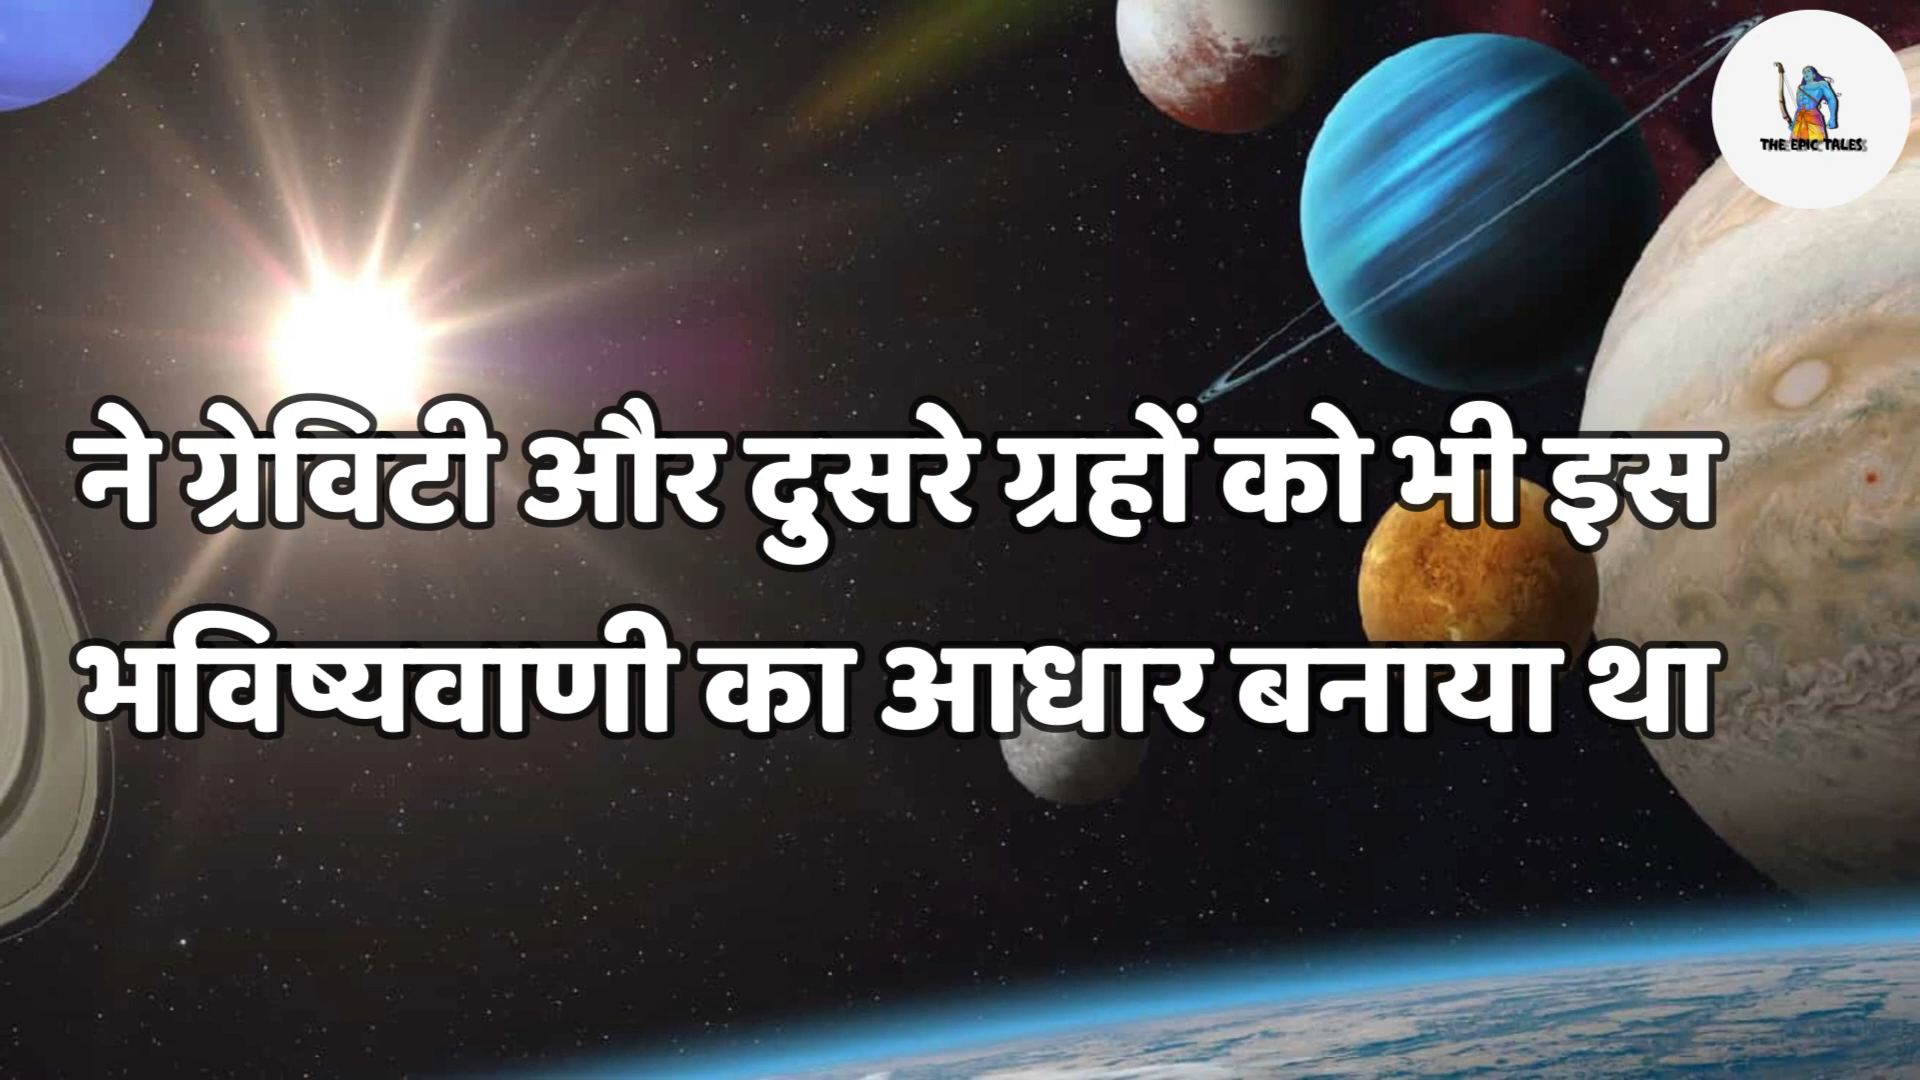 THE EPIC TALES
ने ग्रेविटी और दुसरे ग्रहों को भी इस
भविष्यवाणी का आधार बनाया था